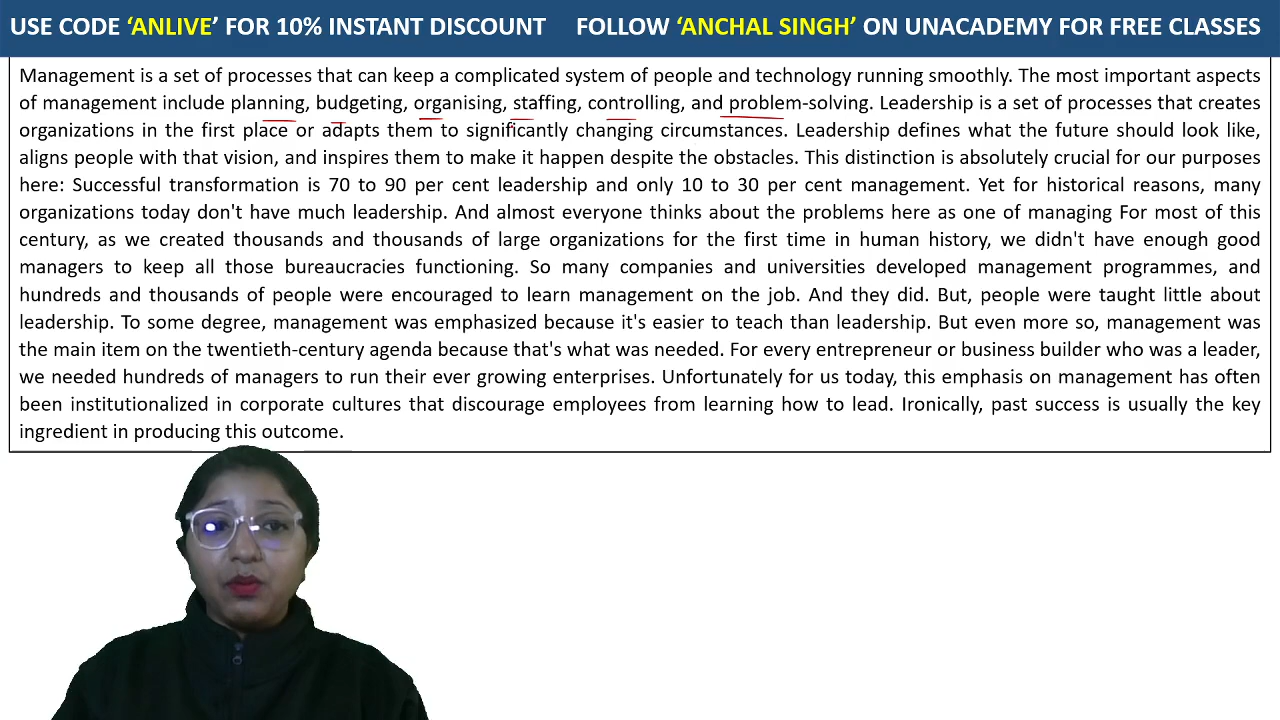 USE CODE ‘ANLIVE’ FOR 10% INSTANT DISCOUNT FOLLOW ‘ANCHAL SINGH’ ON UNACADEMY FOR FREE CLASSES
Management is a set of processes that can keep a complicated system of people and technology running smoothly. The most important aspects
of management include planning, budgeting, organising, staffing, controlling, and problem-solving. Leadership is a set of processes that creates
organizations in the first place or adapts them to significantly changing circumstances. Leadership defines what the future should look like,
aligns people with that vision, and inspires them to make it happen despite the obstacles. This distinction is absolutely crucial for our purposes
here: Successful transformation is 70 to 90 per cent leadership and only 10 to 30 per cent management. Yet for historical reasons, many
organizations today don't have much leadership. And almost everyone thinks about the problems here as one of managing For most of this
century, as we created thousands and thousands of large organizations for the first time in human history, we didn't have enough good
managers to keep all those bureaucracies functioning. So many companies and universities developed management programmes, and
hundreds and thousands of people were encouraged to learn management on the job. And they did. But, people were taught little about
leadership. To some degree, management was emphasized because it's easier to teach than leadership. But even more so, management was
the main item on the twentieth-century agenda because that's what was needed. For every entrepreneur or business builder who was a leader,
we needed hundreds of managers to run their ever growing enterprises. Unfortunately for us today, this emphasis on management has often
been institutionalized in corporate cultures that discourage employees from learning how to lead. Ironically, past success is usually the key
ingredient in producing this outcome.